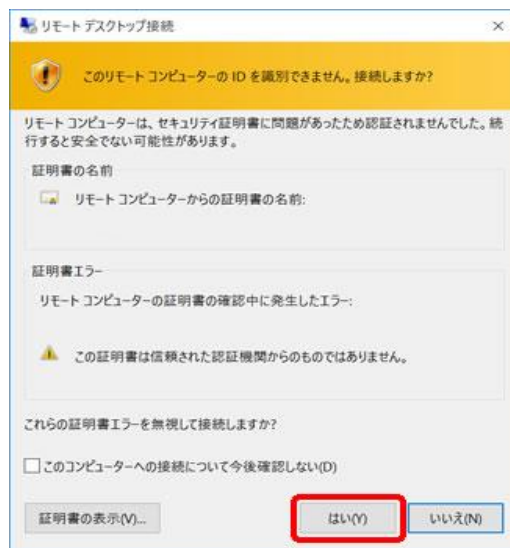 リモート デスクトップ接続
このリモート コンピューターの ID を識別できません。接続しますか?
リモート コンピューターは、セキュリティ証明書に問題があったため認証されませんでした。続
行すると安全でない可能性があります。
証明書の名前
リモート コンピューターからの証明書の名前:
証明書エラー
リモート コンピューターの証明書の確認中に発生したエラー:
この証明書は信頼された認証機関からのものではありません。
これらの証明書エラーを無視して接続しますか?
このコンピューターへの接続について今後確認しない(D)
証明書の表示(V)... はい(Y) いいえ(N)